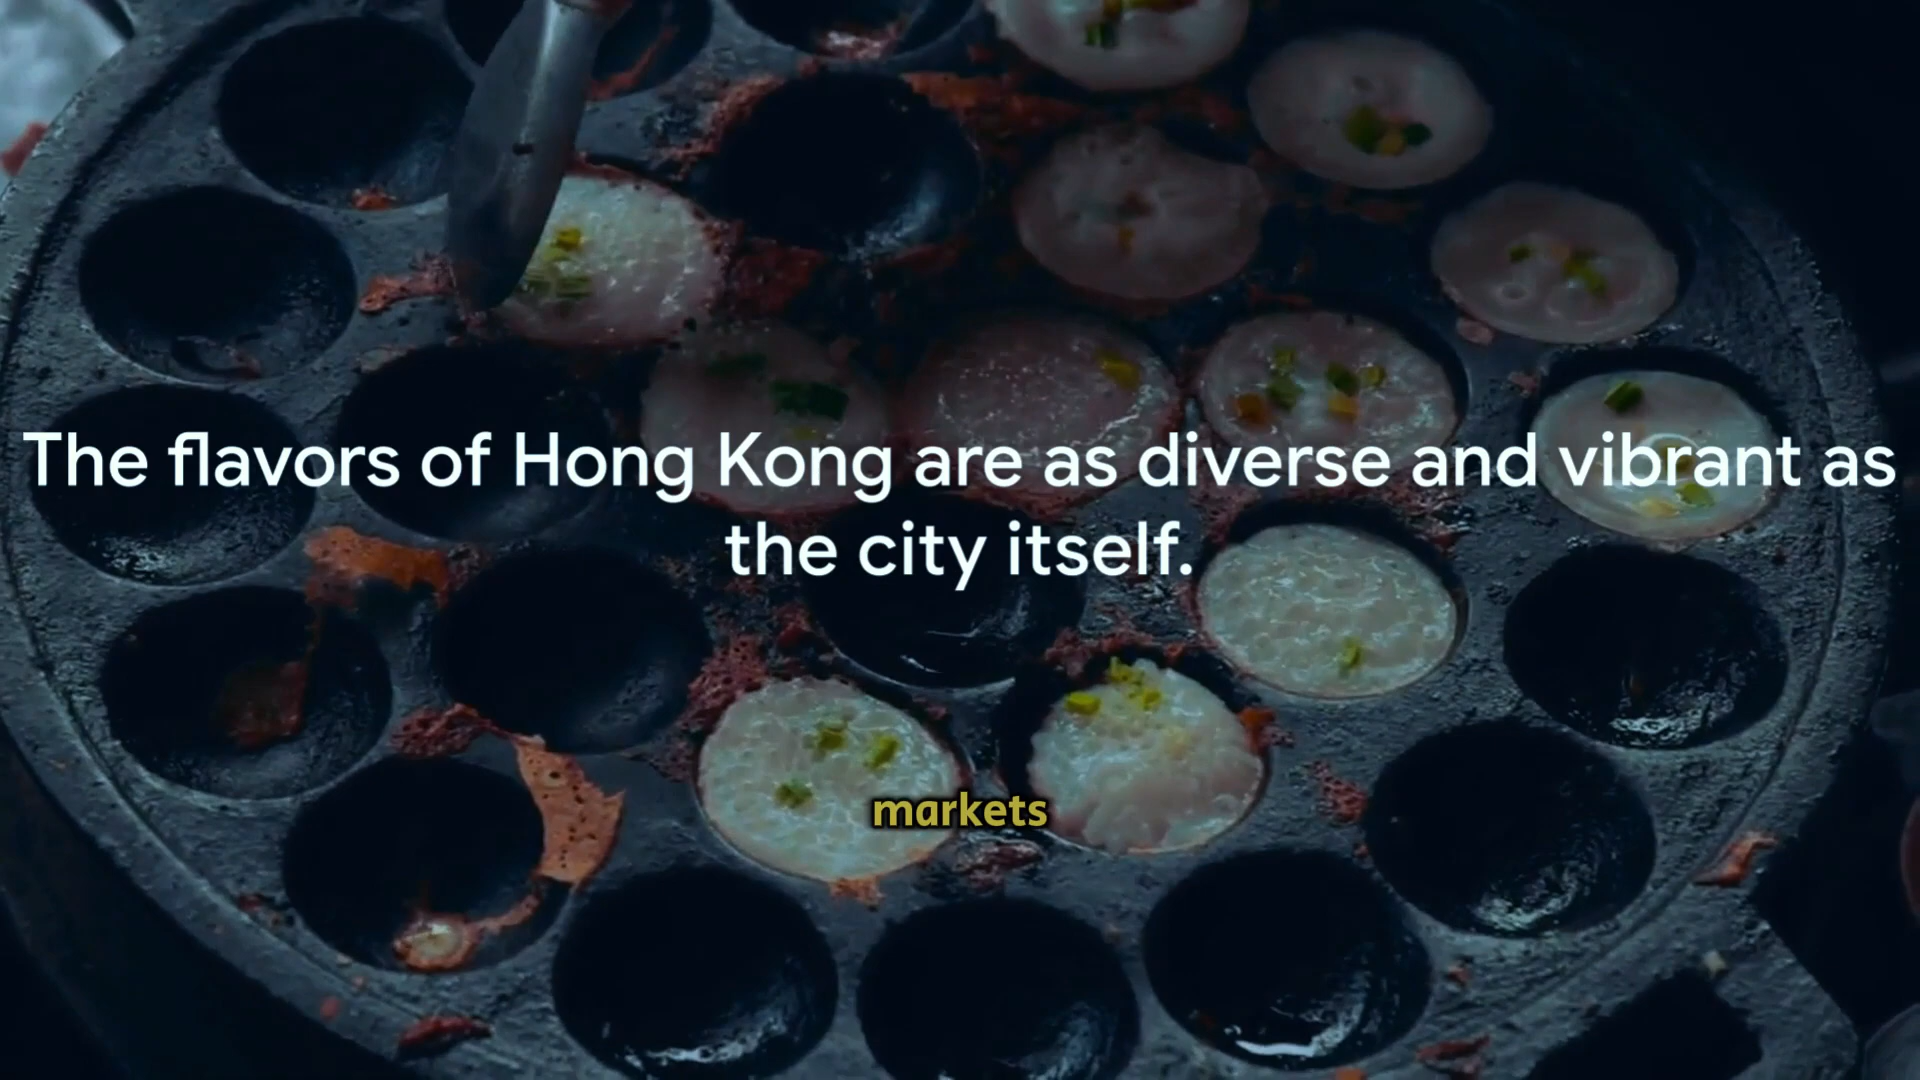 The flavors of Hong Kong are as diverse and vibrant as
the city itself.
markets